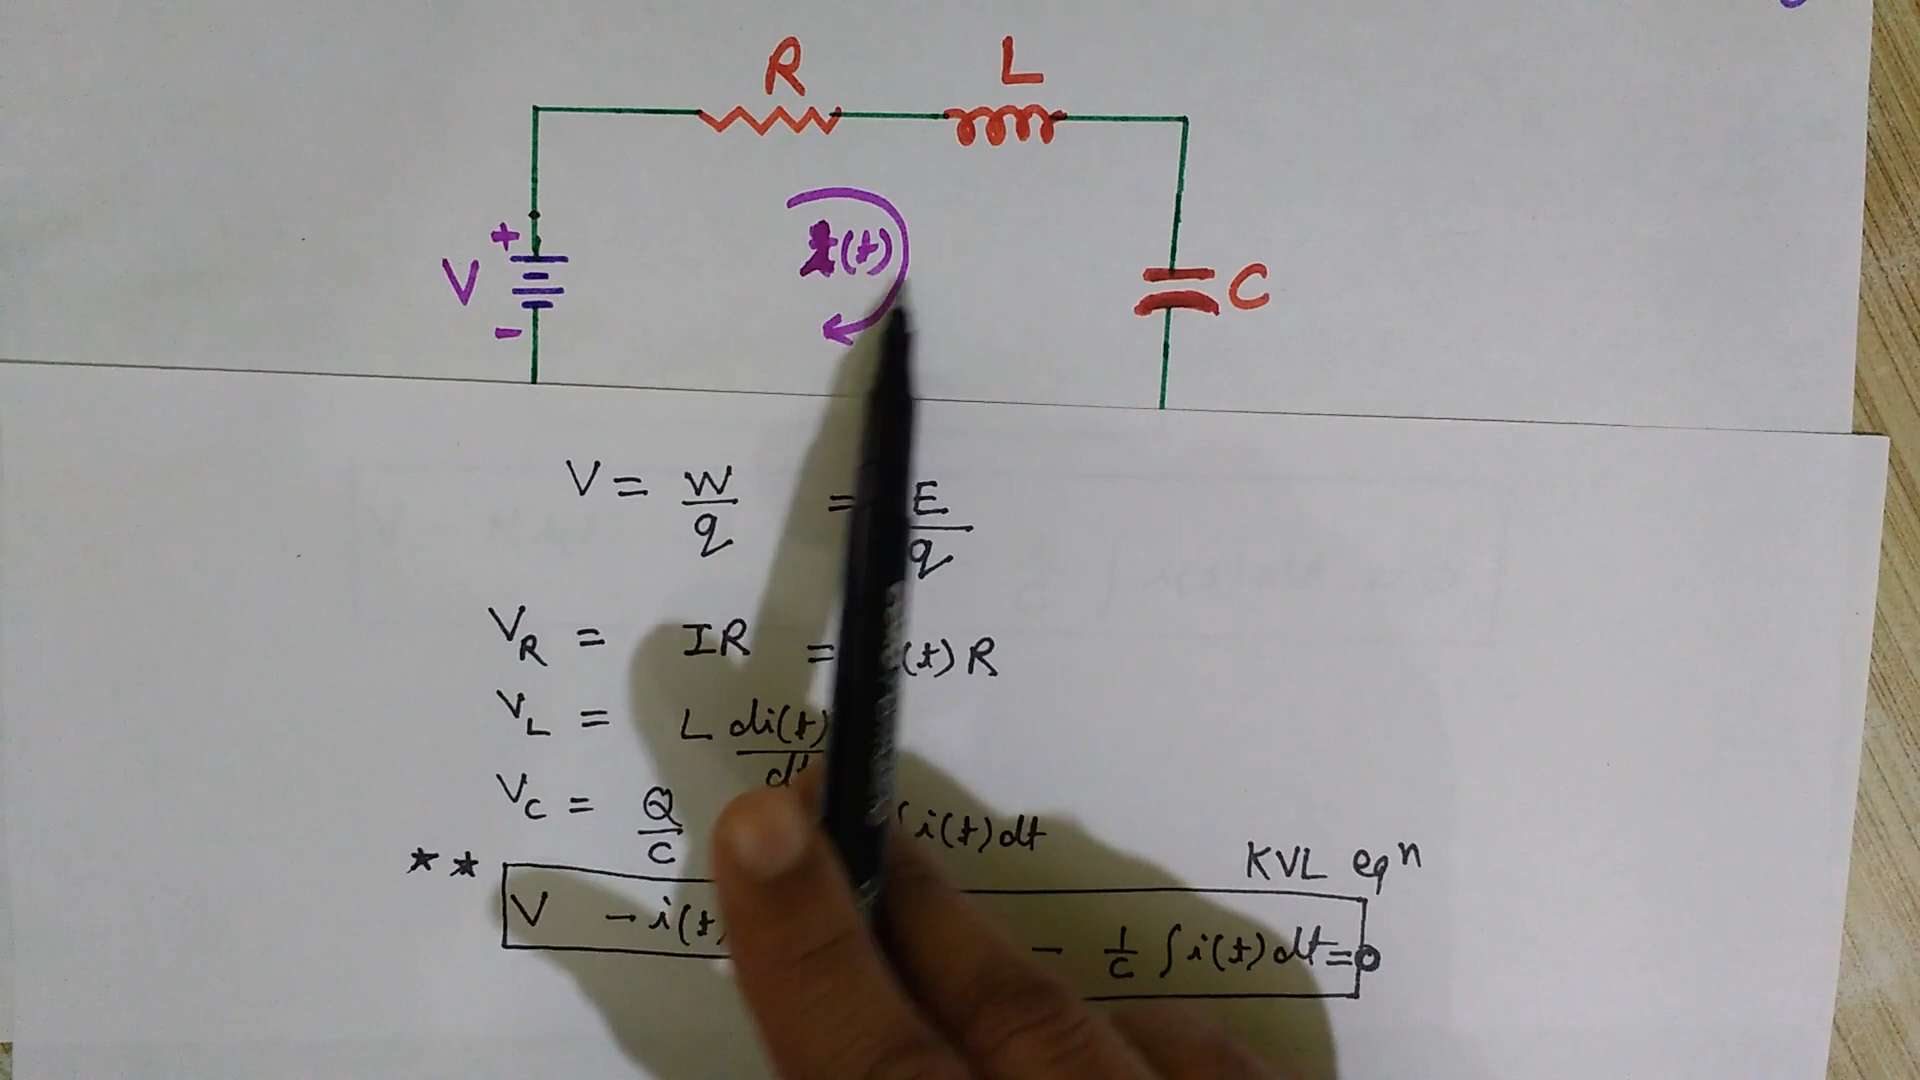 R L
+
V
i(t)
-
C
V = W/q = E/q
V_R = IR = (t) R
V_L = L di(t)/d
V_C = Q/C ∫ i(t) dt
KVL eqⁿ
** V - i(t) - 1/C ∫ i(t) dt = 0